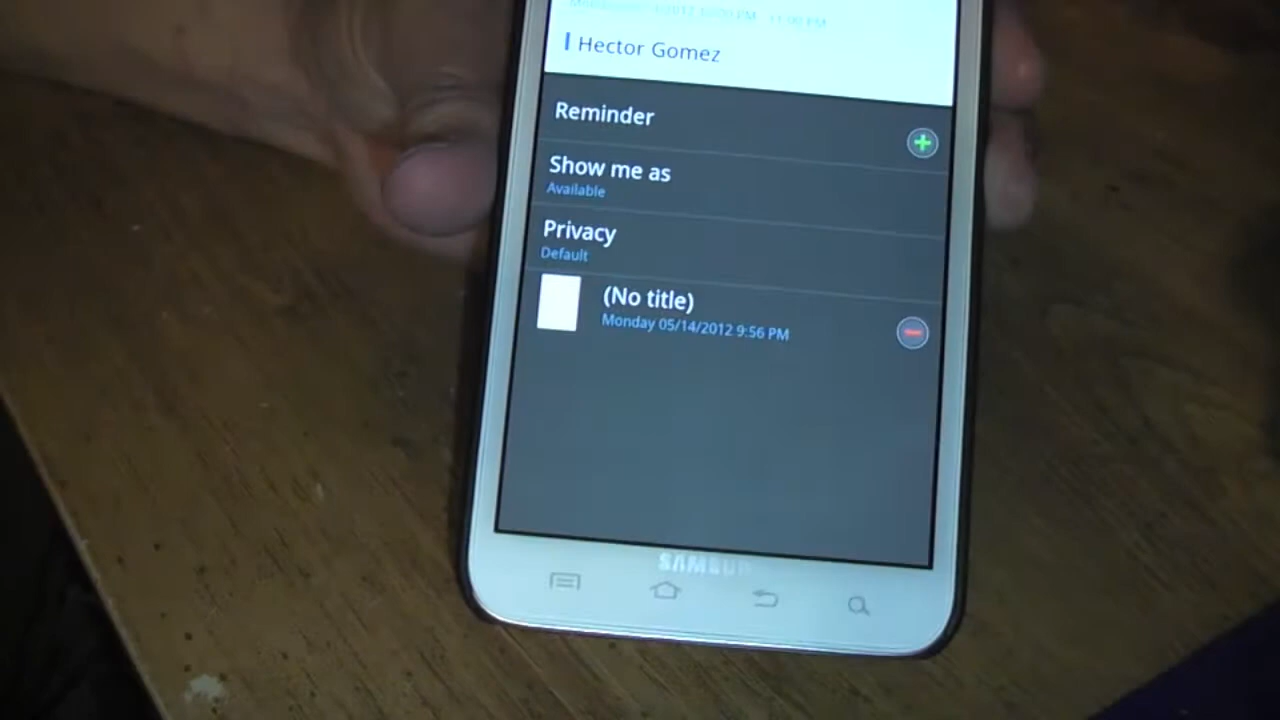 Hector Gomez
Reminder
Show me as
Available
Privacy
Default
(No title)
Monday 05/14/2012 9:56 PM
SAMSUNG